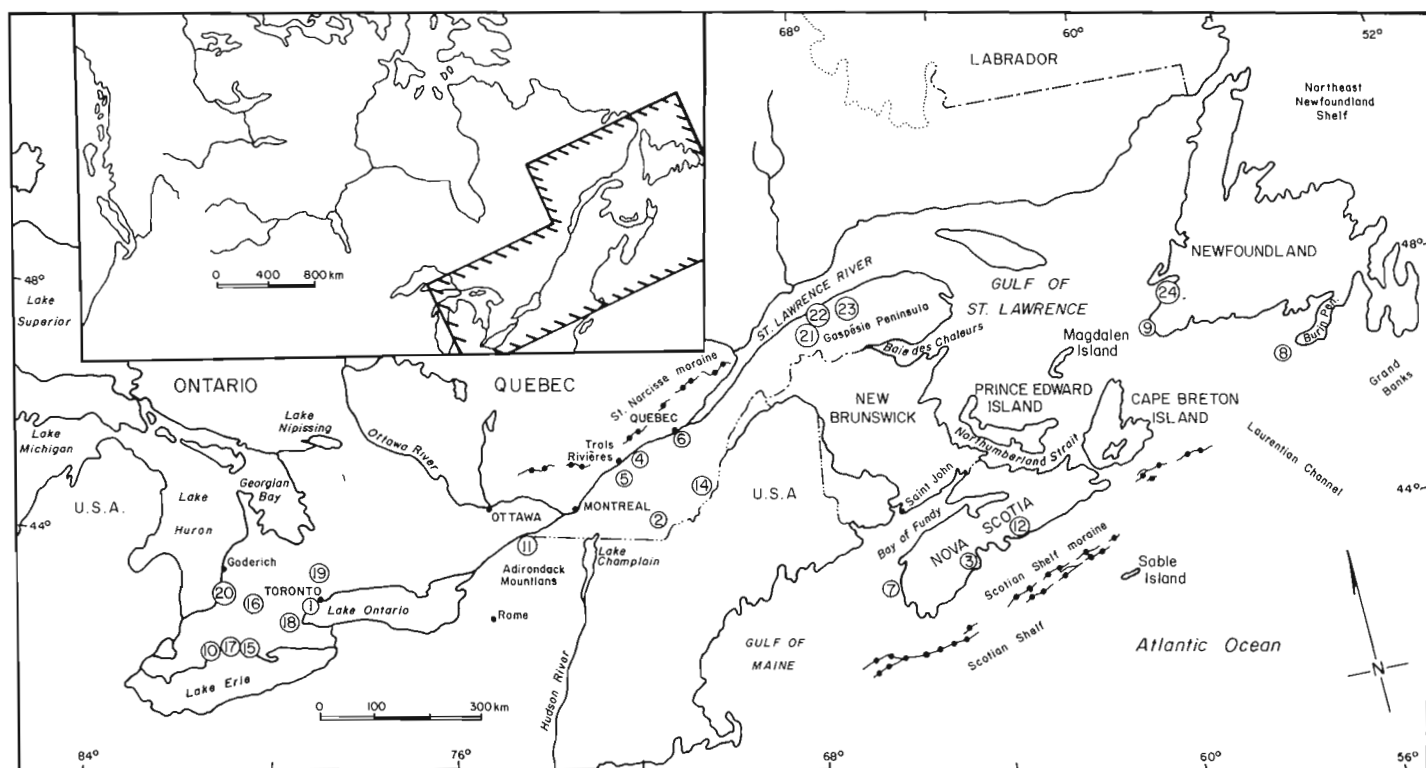 68°
60°
52°
LABRADOR
Northeast
Newfoundland
Shelf
0 400 800 km
48°
Lake
Superior
ST. LAWRENCE RIVER
GULF OF
ST. LAWRENCE
NEWFOUNDLAND
48°
24
9
Burin Pen.
8
22
23
21
Gaspésie Peninsula
Baie des Chaleurs
Magdalen
Island
Grand
Banks
ONTARIO
QUEBEC
St. Narcisse moraine
NEW
BRUNSWICK
PRINCE EDWARD
ISLAND
CAPE BRETON
ISLAND
Lake
Michigan
Lake
Nipissing
Ottawa River
QUEBEC
6
Trois
Rivières
4
5
Northumberland Strait
Laurentian Channel
U.S.A.
Lake
Huron
Georgian
Bay
14
U.S.A
Saint John
44°
44°
OTTAWA
MONTREAL
2
Bay of Fundy
NOVA SCOTIA
12
3
7
11
Lake
Champlain
Adirondack
Mountians
Scotian Shelf moraine
Sable
Island
Goderich
19
TORONTO
20
16
1
18
Lake Ontario
Rome
10
17
15
Lake Erie
Hudson Rivar
GULF OF
MAINE
Scotian Shelf
Atlantic Ocean
N
0 100 300 km
84°
76°
68°
60°
56°